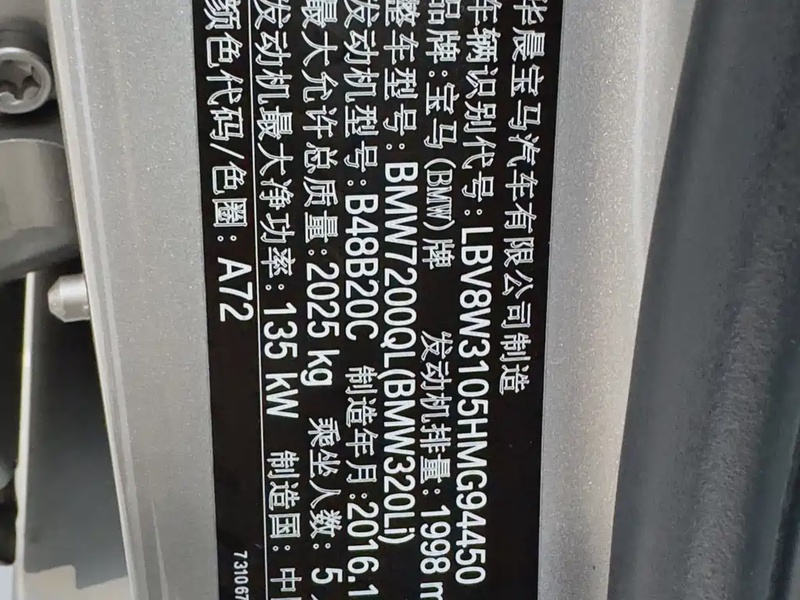 华晨宝马汽车有限公司制造
车辆识别代号:LBV8W3105HMG94450
品牌:宝马(BMW)牌 发动机排量:1998 m
整车型号:BMW7200QL(BMW320Li)
发动机型号:B48B20C 制造年月:2016.1
最大允许总质量:2025 kg 乘坐人数:5
发动机最大净功率:135 kW 制造国:中
颜色代码/色圈:A72
731067